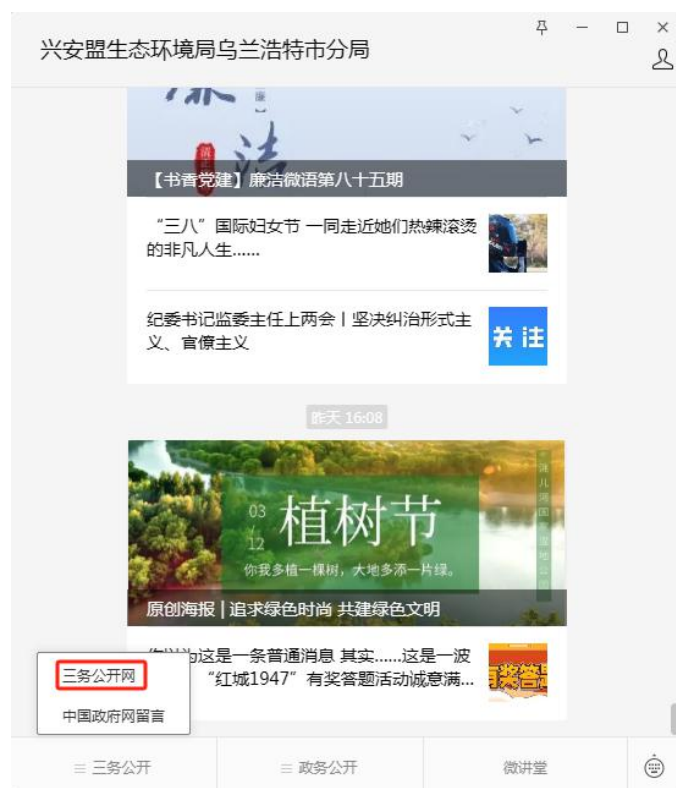 兴安盟生态环境局乌兰浩特市分局
廉
洁
【书香党建】廉洁微语第八十五期
“三八”国际妇女节 一同走近她们热辣滚烫
的非凡人生......
纪委书记监委主任上两会丨坚决纠治形式主
义、官僚主义
关注
昨天 16:08
03
12
植树节
你我多植一棵树，大地多添一片绿。
原创海报 | 追求绿色时尚 共建绿色文明
这是一条普通消息 其实......这是一波
“红城1947”有奖答题活动诚意满...
有奖答题
三务公开网
中国政府网留言
三务公开
政务公开
微讲堂